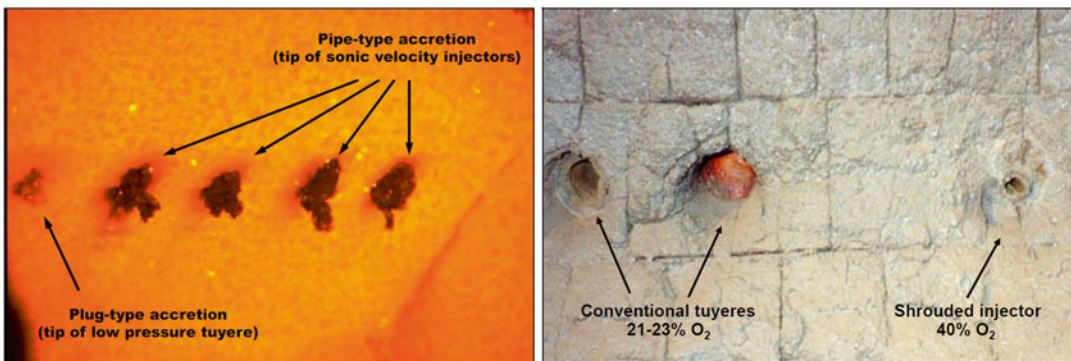 Pipe-type accretion
(tip of sonic velocity injectors)
Plug-type accretion
(tip of low pressure tuyere)
Conventional tuyeres
21-23% O₂
Shrouded injector
40% O₂